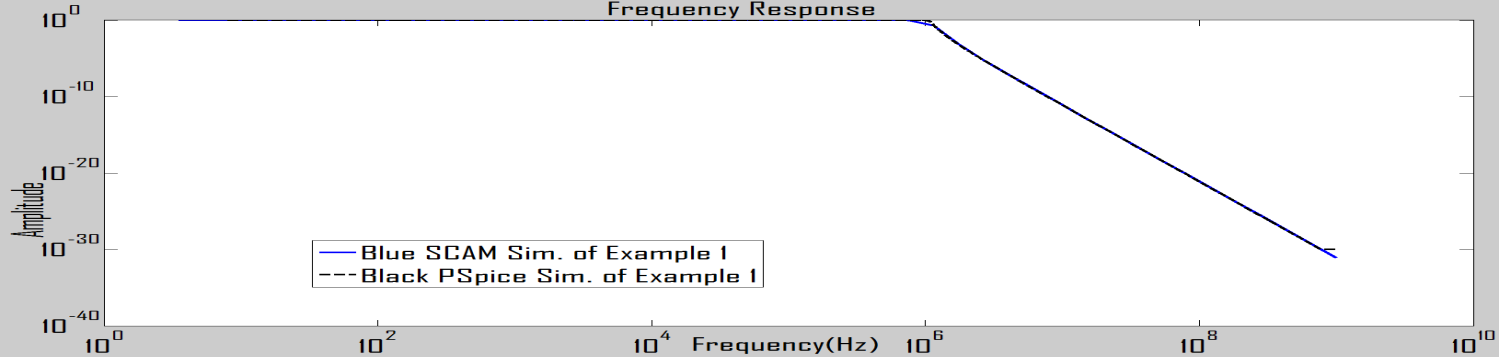 Frequency Response
10^0
10^-10
10^-20
10^-30
10^-40
Amplitude
Blue SCAM Sim. of Example 1
Black PSpice Sim. of Example 1
10^0 10^2 10^4 10^6 10^8 10^10
Frequency(Hz)